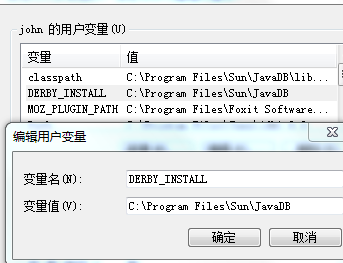 john 的用户变量(U)
变量 值
classpath C:\Program Files\Sun\JavaDB\lib...
DERBY_INSTALL C:\Program Files\Sun\JavaDB
MOZ_PLUGIN_PATH C:\Program Files\Foxit Software...
编辑用户变量
变量名(N): DERBY_INSTALL
变量值(V): C:\Program Files\Sun\JavaDB
确定 取消